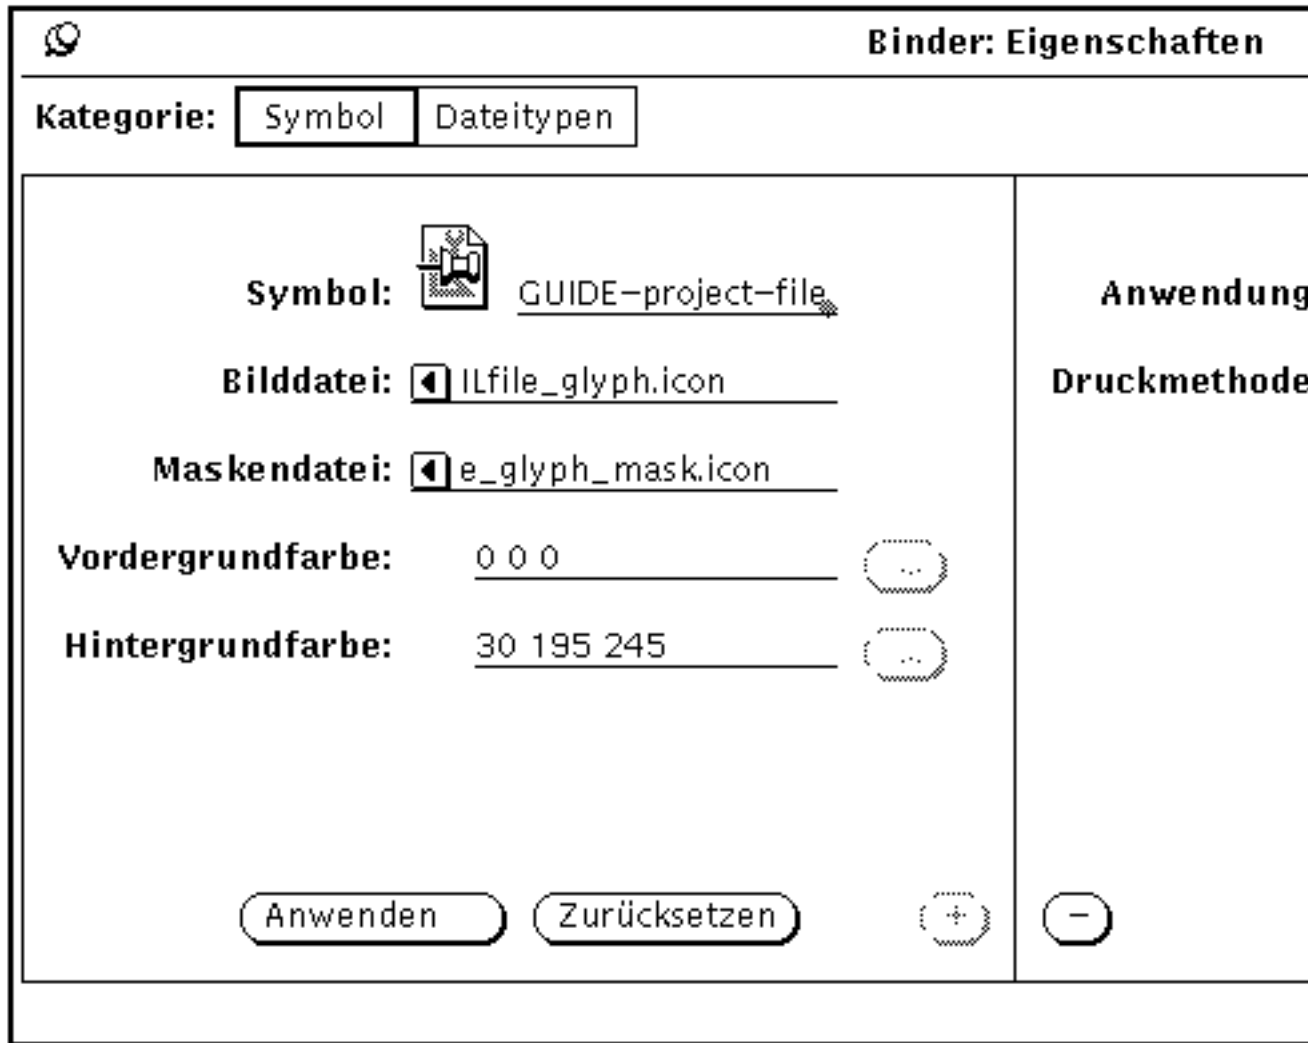 Binder: Eigenschaften
Kategorie: Symbol Dateitypen
Symbol: GUIDE-project-file Anwendung
Bilddatei: ILfile_glyph.icon Druckmethode
Maskendatei: e_glyph_mask.icon
Vordergrundfarbe: 0 0 0 ...
Hintergrundfarbe: 30 195 245 ...
Anwenden Zurücksetzen + −